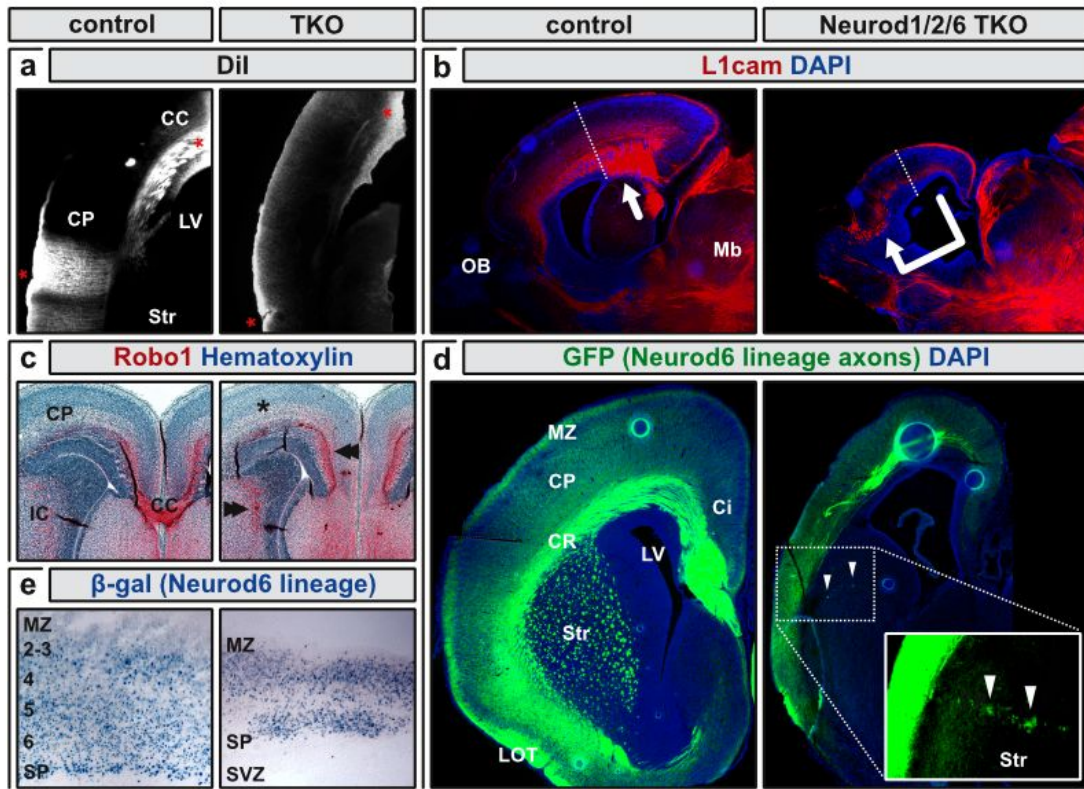 control TKO control Neurod1/2/6 TKO
a DiI
CC
*
CP LV
*
Str
*
*
b L1cam DAPI
OB Mb
c Robo1 Hematoxylin
CP
*
CC
IC
d GFP (Neurod6 lineage axons) DAPI
MZ
CP
Ci
CR LV
Str
LOT
Str
e β-gal (Neurod6 lineage)
MZ
2-3
4
5
6
SP
MZ
SP
SVZ